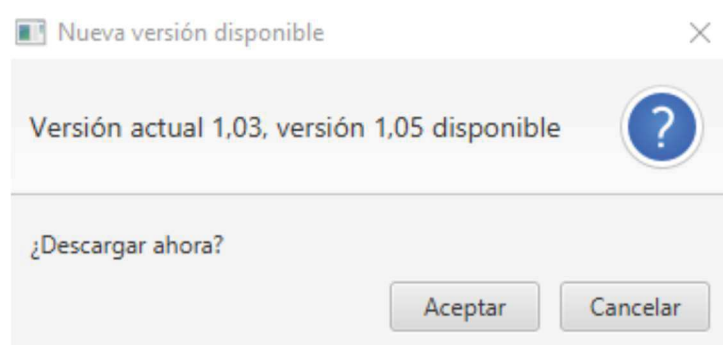 Nueva versión disponible
Versión actual 1,03, versión 1,05 disponible
?
¿Descargar ahora?
Aceptar
Cancelar